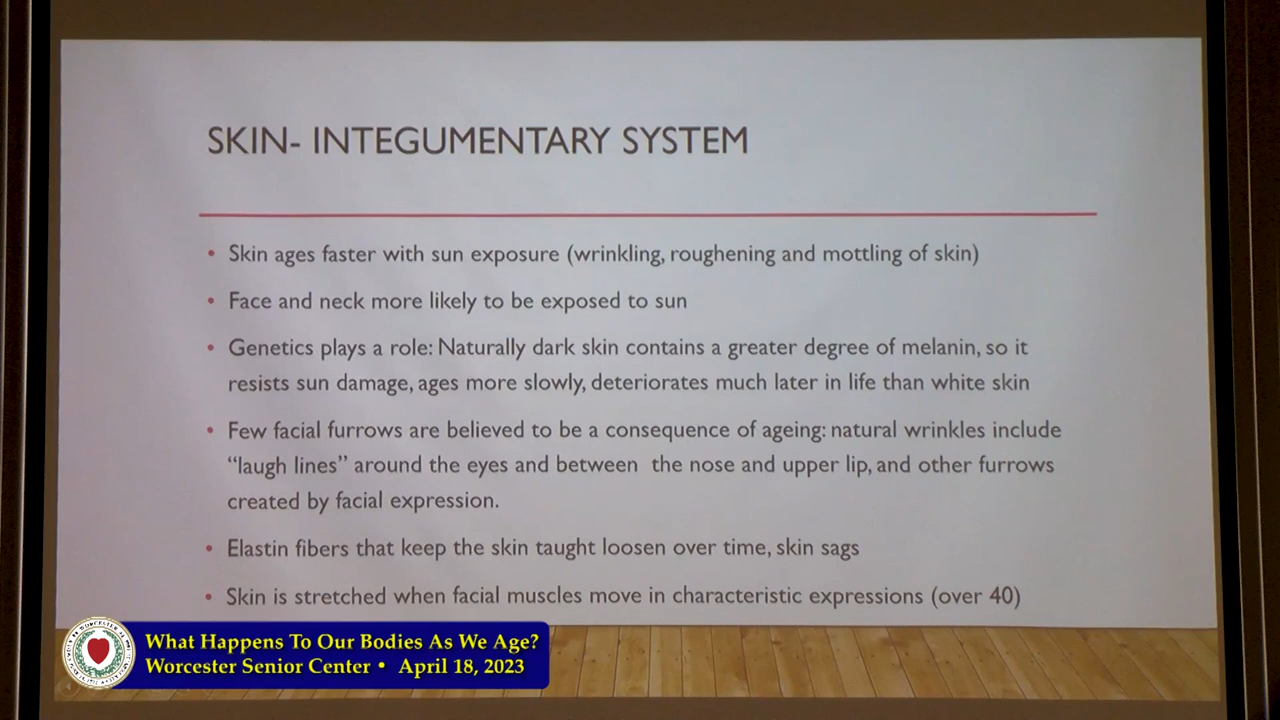 SKIN- INTEGUMENTARY SYSTEM
• Skin ages faster with sun exposure (wrinkling, roughening and mottling of skin)
• Face and neck more likely to be exposed to sun
• Genetics plays a role: Naturally dark skin contains a greater degree of melanin, so it
resists sun damage, ages more slowly, deteriorates much later in life than white skin
• Few facial furrows are believed to be a consequence of ageing: natural wrinkles include
“laugh lines” around the eyes and between the nose and upper lip, and other furrows
created by facial expression.
• Elastin fibers that keep the skin taught loosen over time, skin sags
• Skin is stretched when facial muscles move in characteristic expressions (over 40)
What Happens To Our Bodies As We Age?
Worcester Senior Center • April 18, 2023